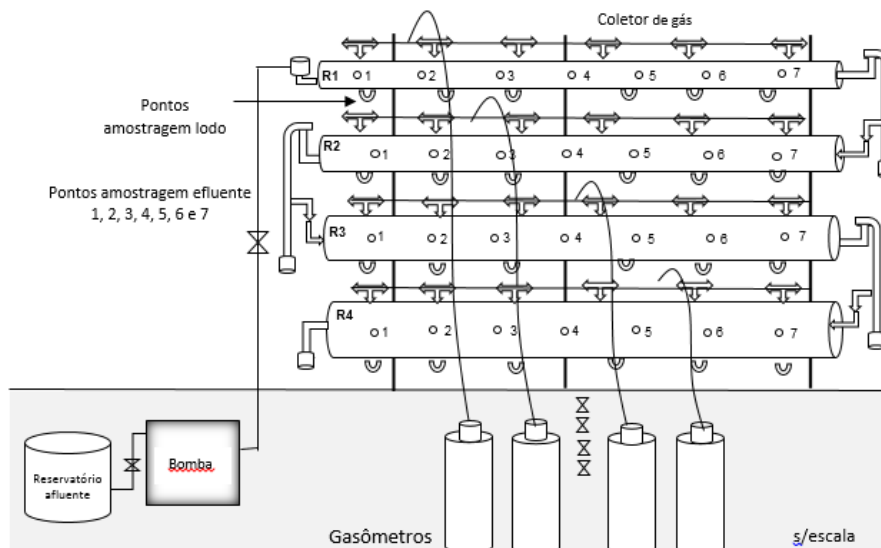 Coletor de gás
R1 1 2 3 4 5 6 7
Pontos
amostragem lodo
R2 1 2 3 4 5 6 7
Pontos amostragem efluente
1, 2, 3, 4, 5, 6 e 7
R3 1 2 3 4 5 6 7
R4 1 2 3 4 5 6 7
Reservatório
afluente
Bomba
Gasômetros
s/escala